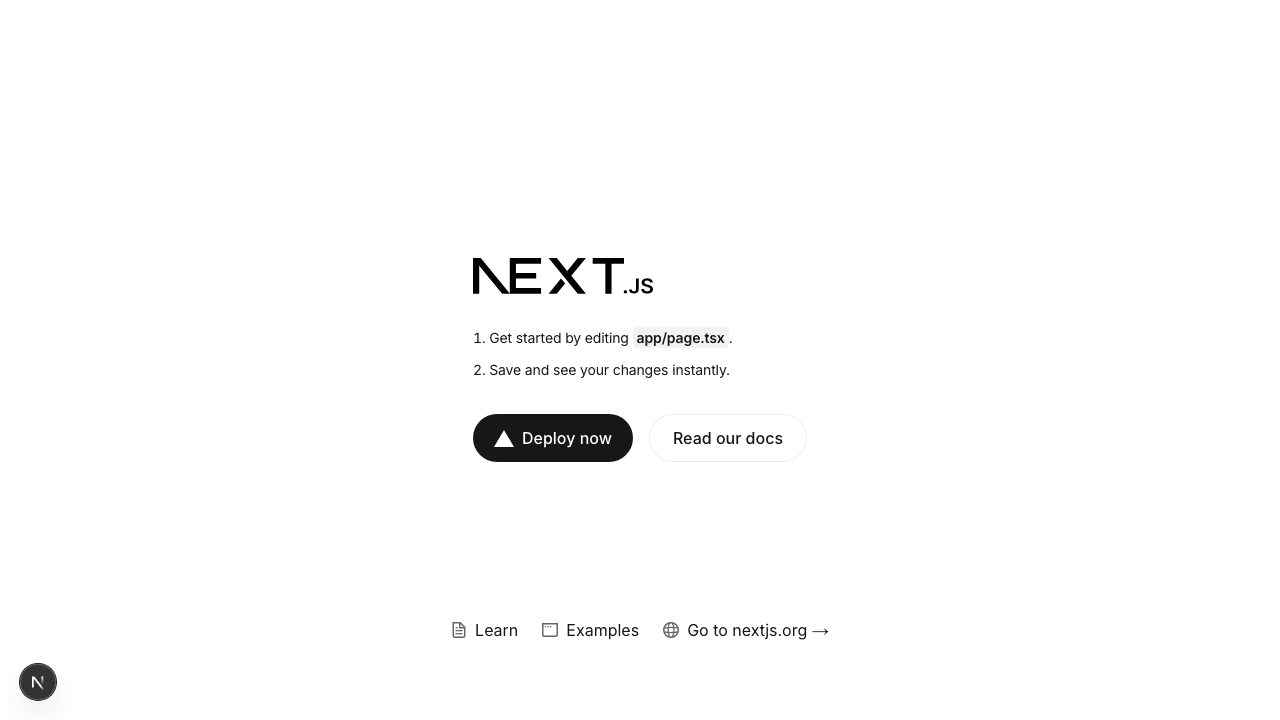 NEXT.JS
1. Get started by editing app/page.tsx.
2. Save and see your changes instantly.
Deploy now
Read our docs
Learn
Examples
Go to nextjs.org →
N